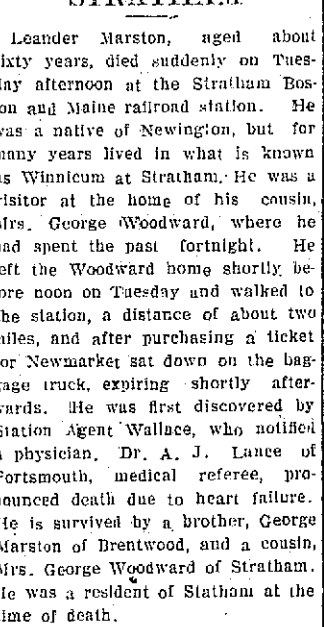 STRATHAM
Leander Marston, aged about
ixty years, died suddenly on Tues-
day afternoon at the Stratham Bos-
on and Maine railroad station. He
was a native of Newington, but for
many years lived in what is known
as Winnicum at Stratham. He was a
visitor at the home of his cousin,
Mrs. George Woodward, where he
had spent the past fortnight. He
left the Woodward home shortly be-
ore noon on Tuesday and walked to
the station, a distance of about two
miles, and after purchasing a ticket
or Newmarket sat down on the bag-
gage truck, expiring shortly after-
wards. He was first discovered by
Station Agent Wallace, who notified
a physician. Dr. A. J. Lance of
Portsmouth, medical referee, pro-
nounced death due to heart failure.
He is survived by a brother, George
Marston of Brentwood, and a cousin,
Mrs. George Woodward of Stratham.
He was a resident of Statham at the
time of death.